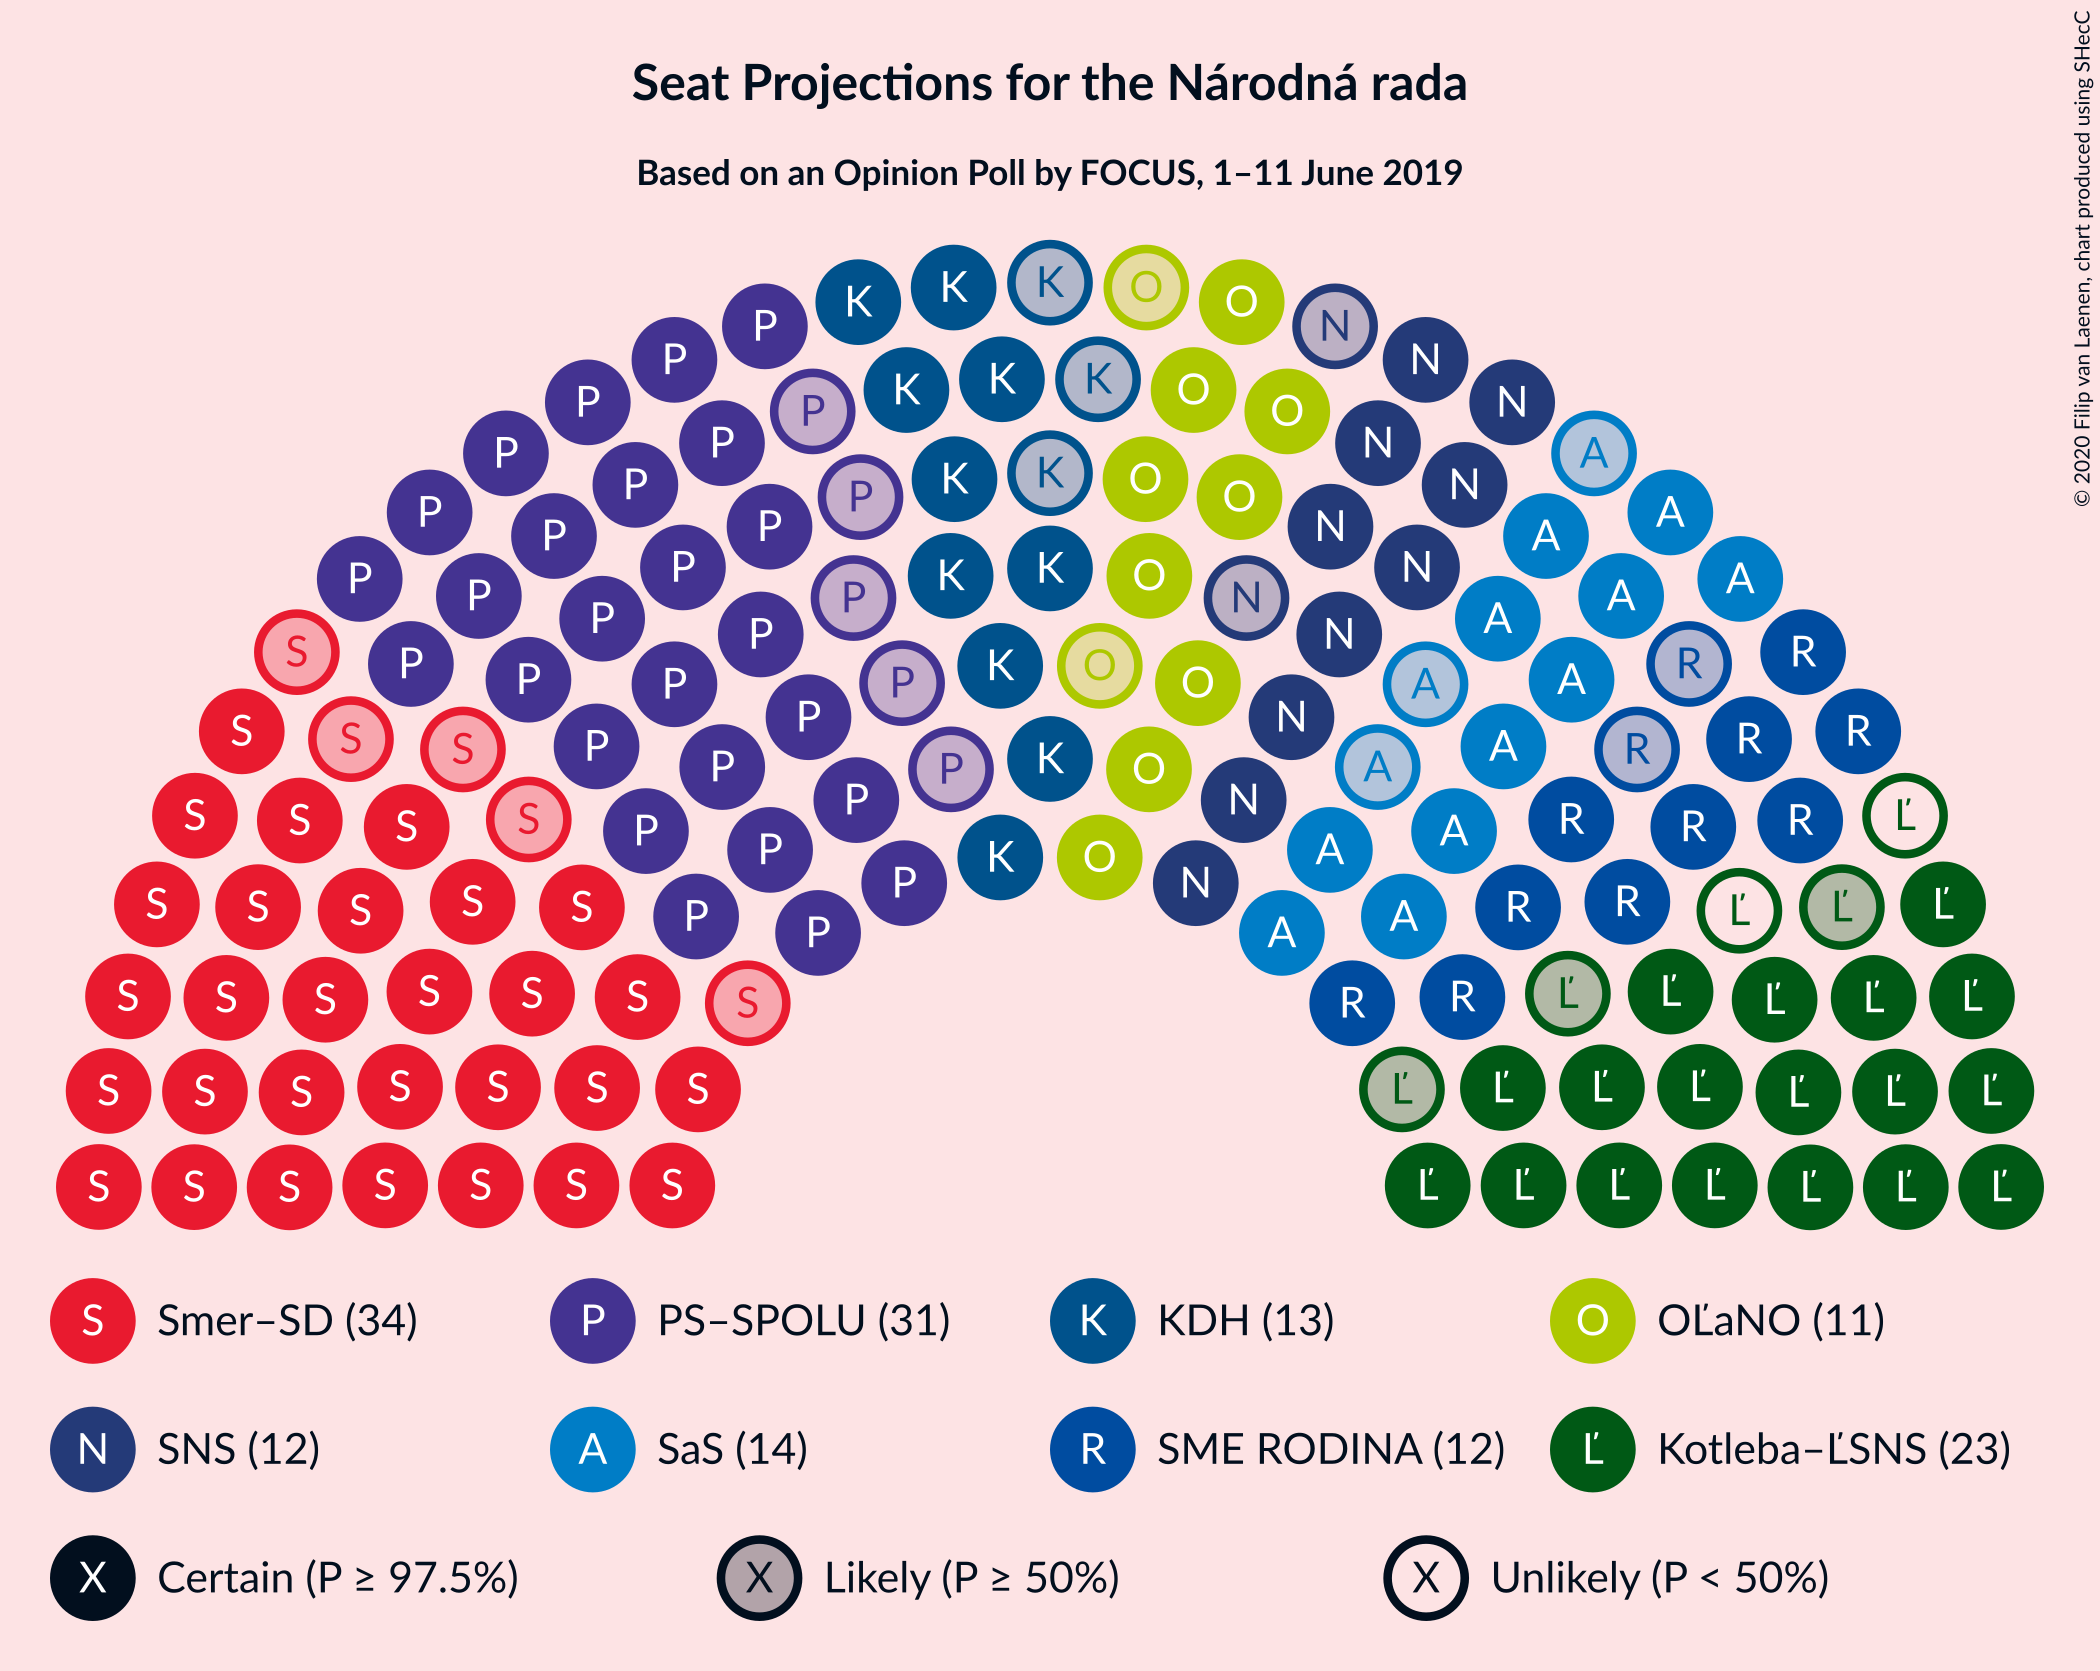 Seat Projections for the Národná rada
Based on an Opinion Poll by FOCUS, 1–11 June 2019
© 2020 Filip van Laenen, chart produced using SHecC
K K K O O
P N
P K K K O N
P P O N
P P K K O O N N A
P P P N N A
P P P K K O N N A A
P P P P N A A A
S P P P P K O O N A A R R
S S S P P P P K O N A A R R R
S S S S P P P K O N A A R R R Ľ
S S S S S P P P N A A R R Ľ Ľ Ľ
S S S S S S S R R Ľ Ľ Ľ Ľ Ľ
S S S S S S S Ľ Ľ Ľ Ľ Ľ Ľ Ľ
S S S S S S S Ľ Ľ Ľ Ľ Ľ Ľ Ľ
S Smer–SD (34) P PS–SPOLU (31) K KDH (13) O OĽaNO (11)
N SNS (12) A SaS (14) R SME RODINA (12) Ľ Kotleba–ĽSNS (23)
X Certain (P ≥ 97.5%) X Likely (P ≥ 50%) X Unlikely (P < 50%)